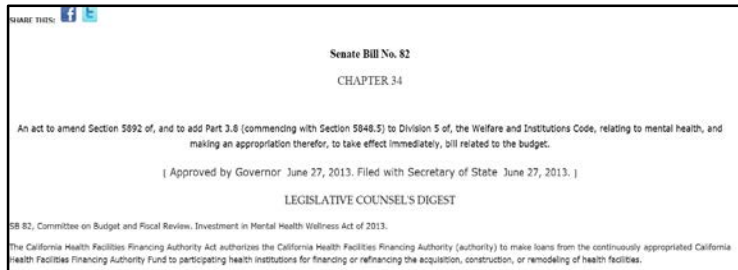 SHARE THIS:
Senate Bill No. 82
CHAPTER 34
An act to amend Section 5892 of, and to add Part 3.8 (commencing with Section 5848.5) to Division 5 of, the Welfare and Institutions Code, relating to mental health, and
making an appropriation therefor, to take effect immediately, bill related to the budget.
[ Approved by Governor June 27, 2013. Filed with Secretary of State June 27, 2013. ]
LEGISLATIVE COUNSEL'S DIGEST
SB 82, Committee on Budget and Fiscal Review. Investment in Mental Health Wellness Act of 2013.
The California Health Facilities Financing Authority Act authorizes the California Health Facilities Financing Authority (authority) to make loans from the continuously appropriated California
Health Facilities Financing Authority Fund to participating health institutions for financing or refinancing the acquisition, construction, or remodeling of health facilities.